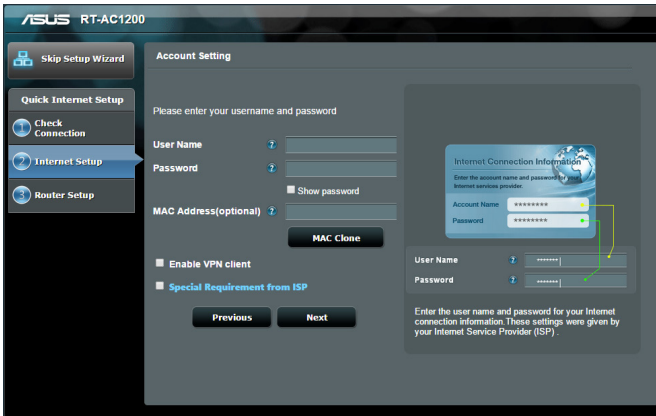 ASUS RT-AC1200
Skip Setup Wizard
Quick Internet Setup
1 Check
Connection
2 Internet Setup
3 Router Setup
Account Setting
Please enter your username and password
User Name ?
Password ?
Show password
MAC Address(optional) ?
MAC Clone
Enable VPN client
Special Requirement from ISP
Previous Next
Internet Connection Information
Enter the account name and password for your
Internet services provider.
Account Name ********
Password ********
User Name ? ·······|
Password ? ·······|
Enter the user name and password for your Internet
connection information.These settings were given by
your Internet Service Provider (ISP) .